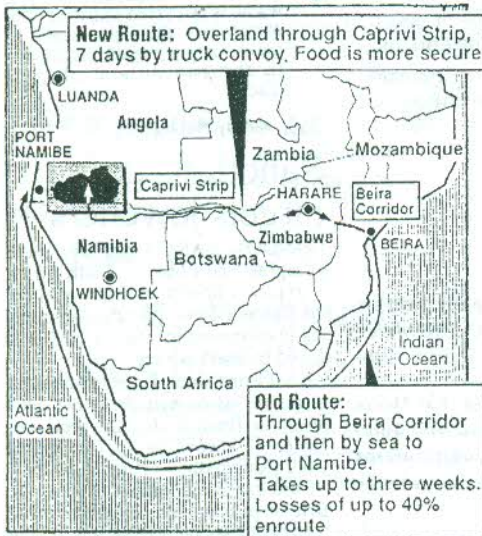 New Route: Overland through Caprivi Strip,
7 days by truck convoy. Food is more secure
LUANDA
PORT
NAMIBE
Angola
Zambia
Mozambique
Caprivi Strip
HARARE
Beira
Corridor
Zimbabwe
BEIRA
Namibia
Botswana
WINDHOEK
Indian
Ocean
South Africa
Atlantic
Ocean
Old Route:
Through Beira Corridor
and then by sea to
Port Namibe.
Takes up to three weeks.
Losses of up to 40%
enroute